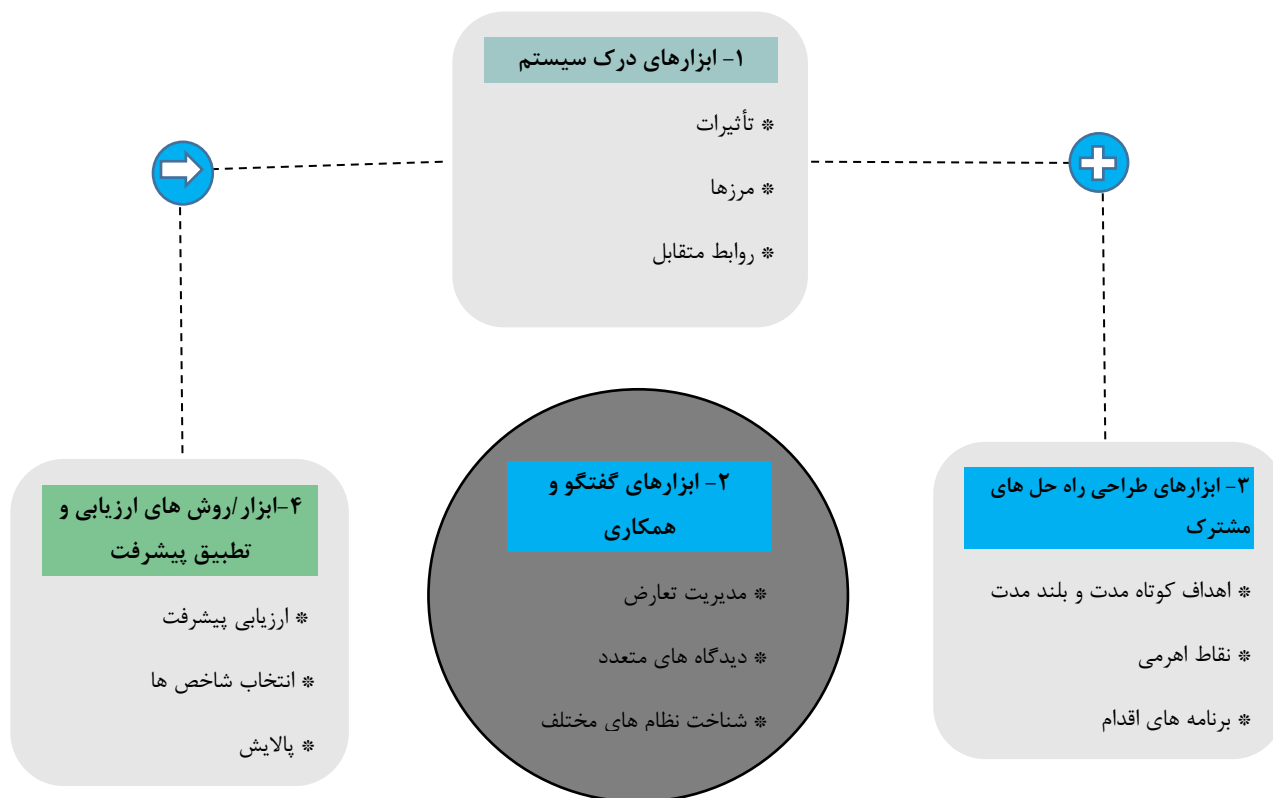 ۱- ابزارهای درک سیستم
* تأثیرات
* مرزها
* روابط متقابل
۲- ابزارهای گفتگو و
همکاری
* مدیریت تعارض
* دیدگاه های متعدد
* شناخت نظام های مختلف
۳- ابزارهای طراحی راه حل های
مشترک
* اهداف کوتاه مدت و بلند مدت
* نقاط اهرمی
* برنامه های اقدام
۴-ابزار/روش های ارزیابی و
تطبیق پیشرفت
* ارزیابی پیشرفت
* انتخاب شاخص ها
* پالایش